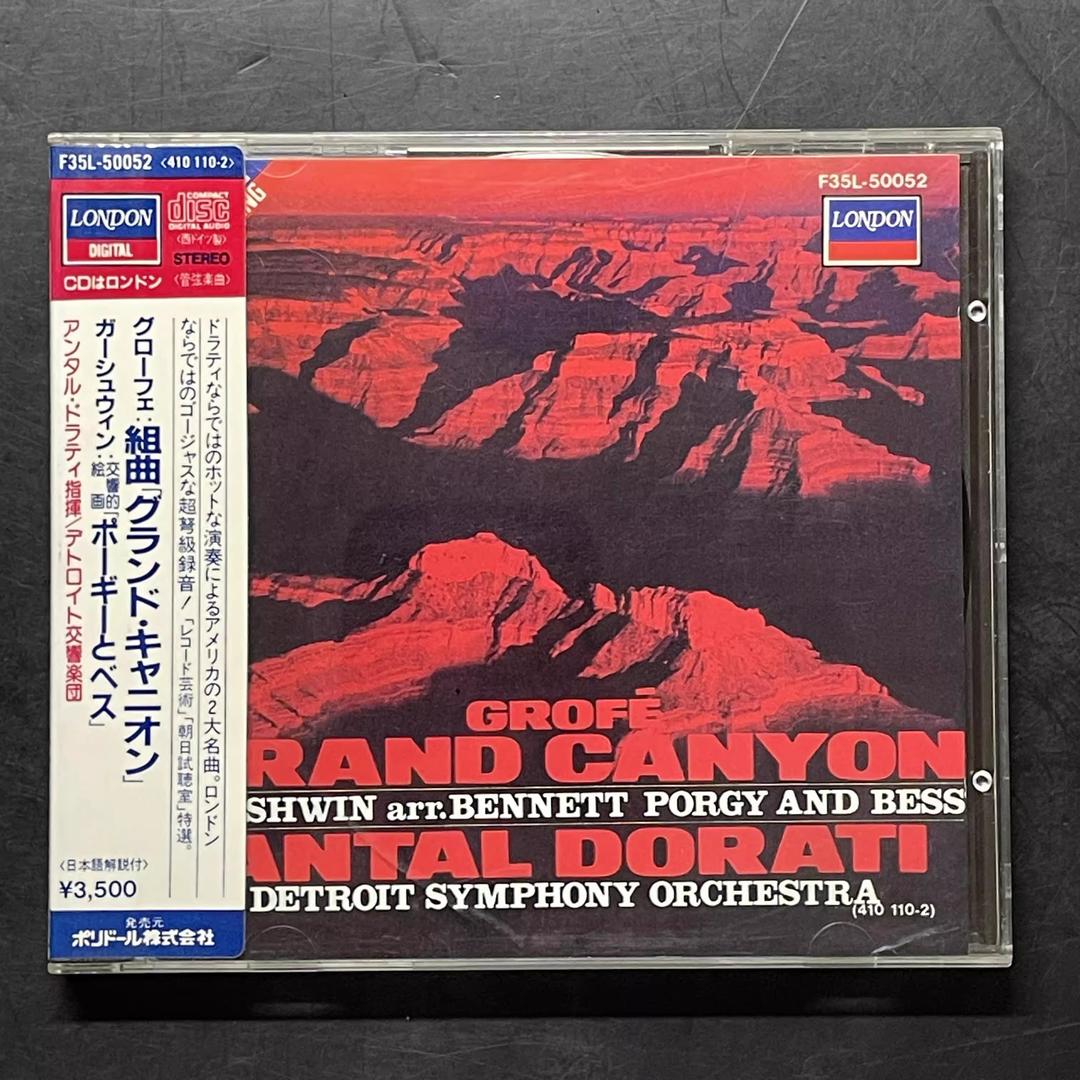 F35L-50052 <410 110-2>
LONDON
DIGITAL
COMPACT
disc
DIGITAL AUDIO
<西ドイツ製>
STEREO
CDはロンドン
<管弦楽曲>
ドラティならではのホットな演奏によるアメリカの2大名曲。ロンドン
ならではのゴージャスな超弩級録音!「レコード芸術」「朝日試聴室」特選。
グローフェ:組曲「グランド・キャニオン」
ガーシュウィン:交響的絵画「ポーギーとベス」
アンタル・ドラティ指揮/デトロイト交響楽団
<日本語解説付>
¥3,500
発売元
ポリドール株式会社
NG
F35L-50052
LONDON
GROFÉ
RAND CANYON
SHWIN arr. BENNETT PORGY AND BESS
ANTAL DORATI
DETROIT SYMPHONY ORCHESTRA
(410 110-2)